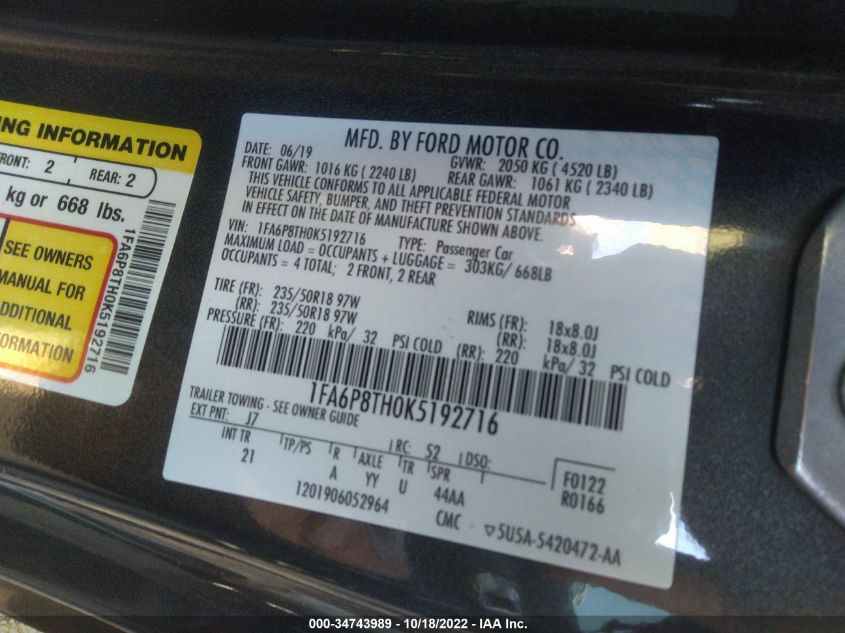 NG INFORMATION
FRONT: 2
REAR: 2
kg or 668 lbs.
SEE OWNERS
MANUAL FOR
ADDITIONAL
FORMATION
1FA6P8TH0K5192716
MFD. BY FORD MOTOR CO.
DATE: 06/19
GVWR: 2050 KG ( 4520 LB)
FRONT GAWR: 1016 KG ( 2240 LB)
REAR GAWR: 1061 KG ( 2340 LB)
THIS VEHICLE CONFORMS TO ALL APPLICABLE FEDERAL MOTOR
VEHICLE SAFETY, BUMPER, AND THEFT PREVENTION STANDARDS
IN EFFECT ON THE DATE OF MANUFACTURE SHOWN ABOVE.
VIN: 1FA6P8TH0K5192716
TYPE: Passenger Car
MAXIMUM LOAD = OCCUPANTS + LUGGAGE = 303KG/ 668LB
OCCUPANTS = 4 TOTAL; 2 FRONT, 2 REAR
TIRE (FR): 235/50R18 97W
RIMS (FR): 18x8.0J
(RR): 235/50R18 97W
(RR): 18x8.0J
PRESSURE (FR): 220 kPa/ 32 PSI COLD
(RR): 220 kPa/ 32 PSI COLD
1FA6P8TH0K5192716
TRAILER TOWING - SEE OWNER GUIDE
EXT PNT: J7 RC: 52 DSO:
INT TR TP/PS R AXLE TR SPR
21 A YY U 44AA
F0122
R0166
1201906052964
CMC ▽5U5A-5420472-AA
000-34743989 | 10/18/2022 - IAA Inc.